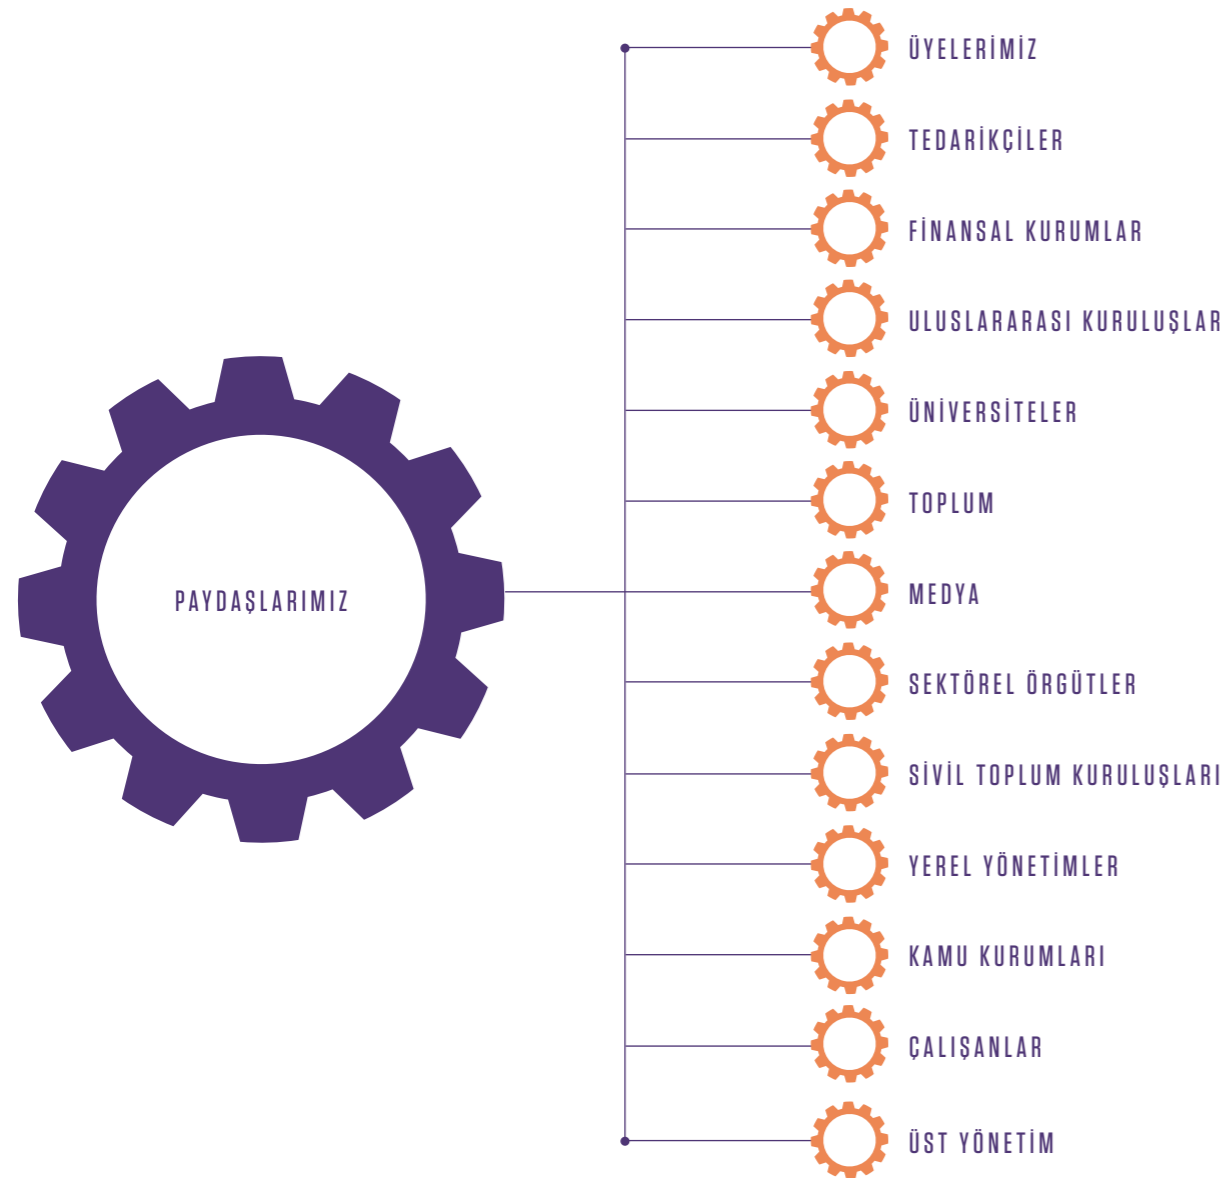 ÜYELERİMİZ
TEDARİKÇİLER
FİNANSAL KURUMLAR
ULUSLARARASI KURULUŞLAR
ÜNİVERSİTELER
TOPLUM
PAYDAŞLARIMIZ
MEDYA
SEKTÖREL ÖRGÜTLER
SİVİL TOPLUM KURULUŞLARI
YEREL YÖNETİMLER
KAMU KURUMLARI
ÇALIŞANLAR
ÜST YÖNETİM